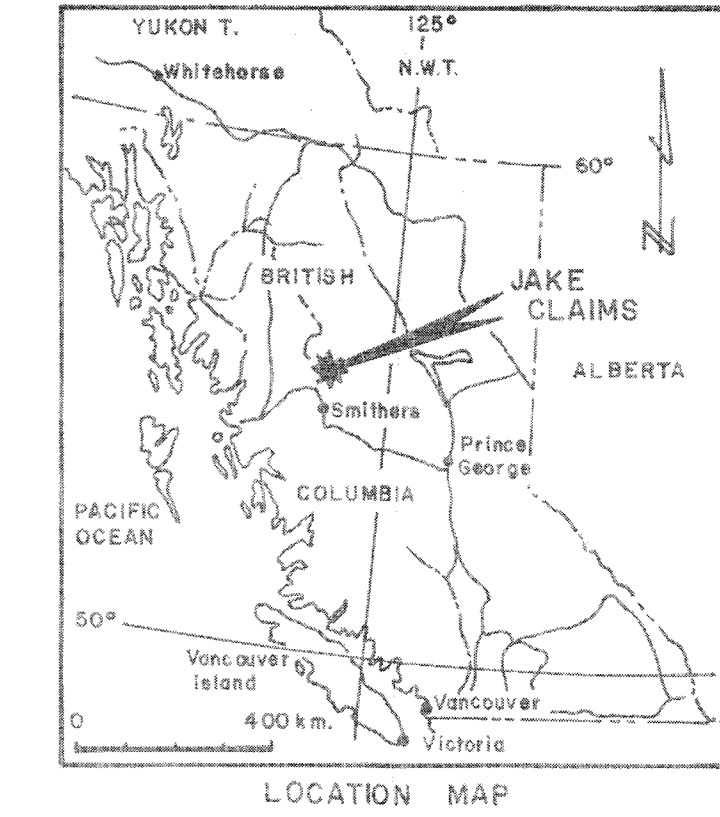 YUKON T.
125°
Whitehorse
N.W.T.
60°
N
BRITISH
JAKE
CLAIMS
ALBERTA
Smithers
Prince
George
COLUMBIA
PACIFIC
OCEAN
50°
Vancouver
Island
Vancouver
0 400 km.
Victoria
LOCATION MAP